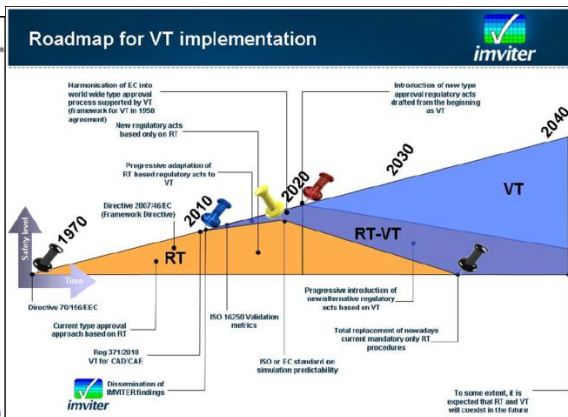 Roadmap for VT implementation
imviter
Harmonisation of EC into
world wide type approval
process supported by VT
(framework for VT in 1958
agreement)
Introduction of new type
approval regulatory acts
drafted from the beginning
as VT
New regulatory acts
based only on RT
Progressive adaptation of
RT based regulatory acts to
VT
Directive 2007/46/EC
(Framework Directive)
1970
2010
2020
2030
2040
Safety level
Time
RT
RT-VT
VT
Directive 70/156/EEC
Current type approval
approach based on RT
Reg 371/2010
VT for CAD/CAE
imviter
Dissemination of
IMVITER findings
ISO 16250 Validation
metrics
ISO or EC standard on
simulation predictability
Progressive introduction of
new alternative regulatory
acts based on VT
Total replacement of nowadays
current mandatory only RT
procedures
To some extent, it is
expected that RT and VT
will coexist in the future